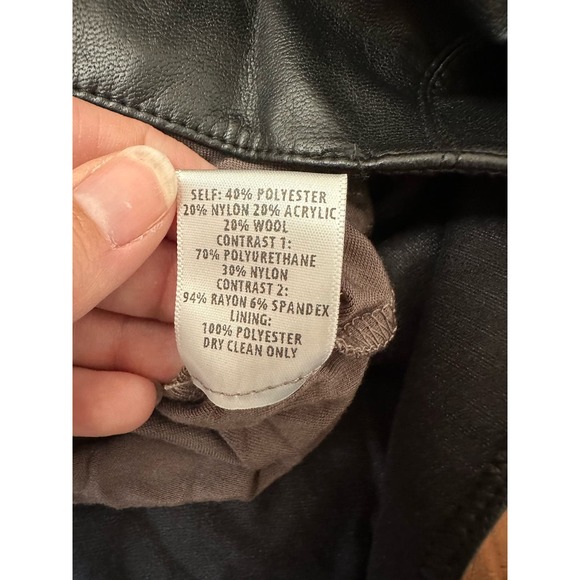 SELF: 40% POLYESTER
20% NYLON 20% ACRYLIC
20% WOOL
CONTRAST 1:
70% POLYURETHANE
30% NYLON
CONTRAST 2:
94% RAYON 6% SPANDEX
LINING:
100% POLYESTER
DRY CLEAN ONLY